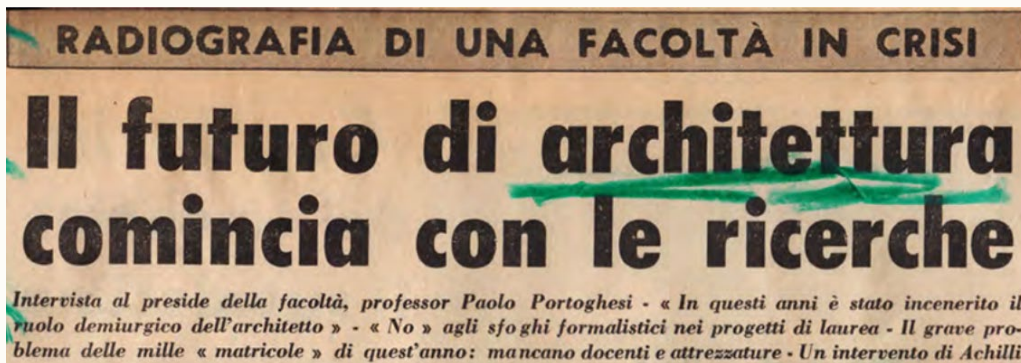 RADIOGRAFIA DI UNA FACOLTÀ IN CRISI
Il futuro di architettura
comincia con le ricerche
Intervista al preside della facoltà, professor Paolo Portoghesi - « In questi anni è stato incenerito il
ruolo demiurgico dell'architetto » - « No » agli sfoghi formalistici nei progetti di laurea - Il grave pro-
blema delle mille « matricole » di quest'anno: mancano docenti e attrezzature - Un intervento di Achilli